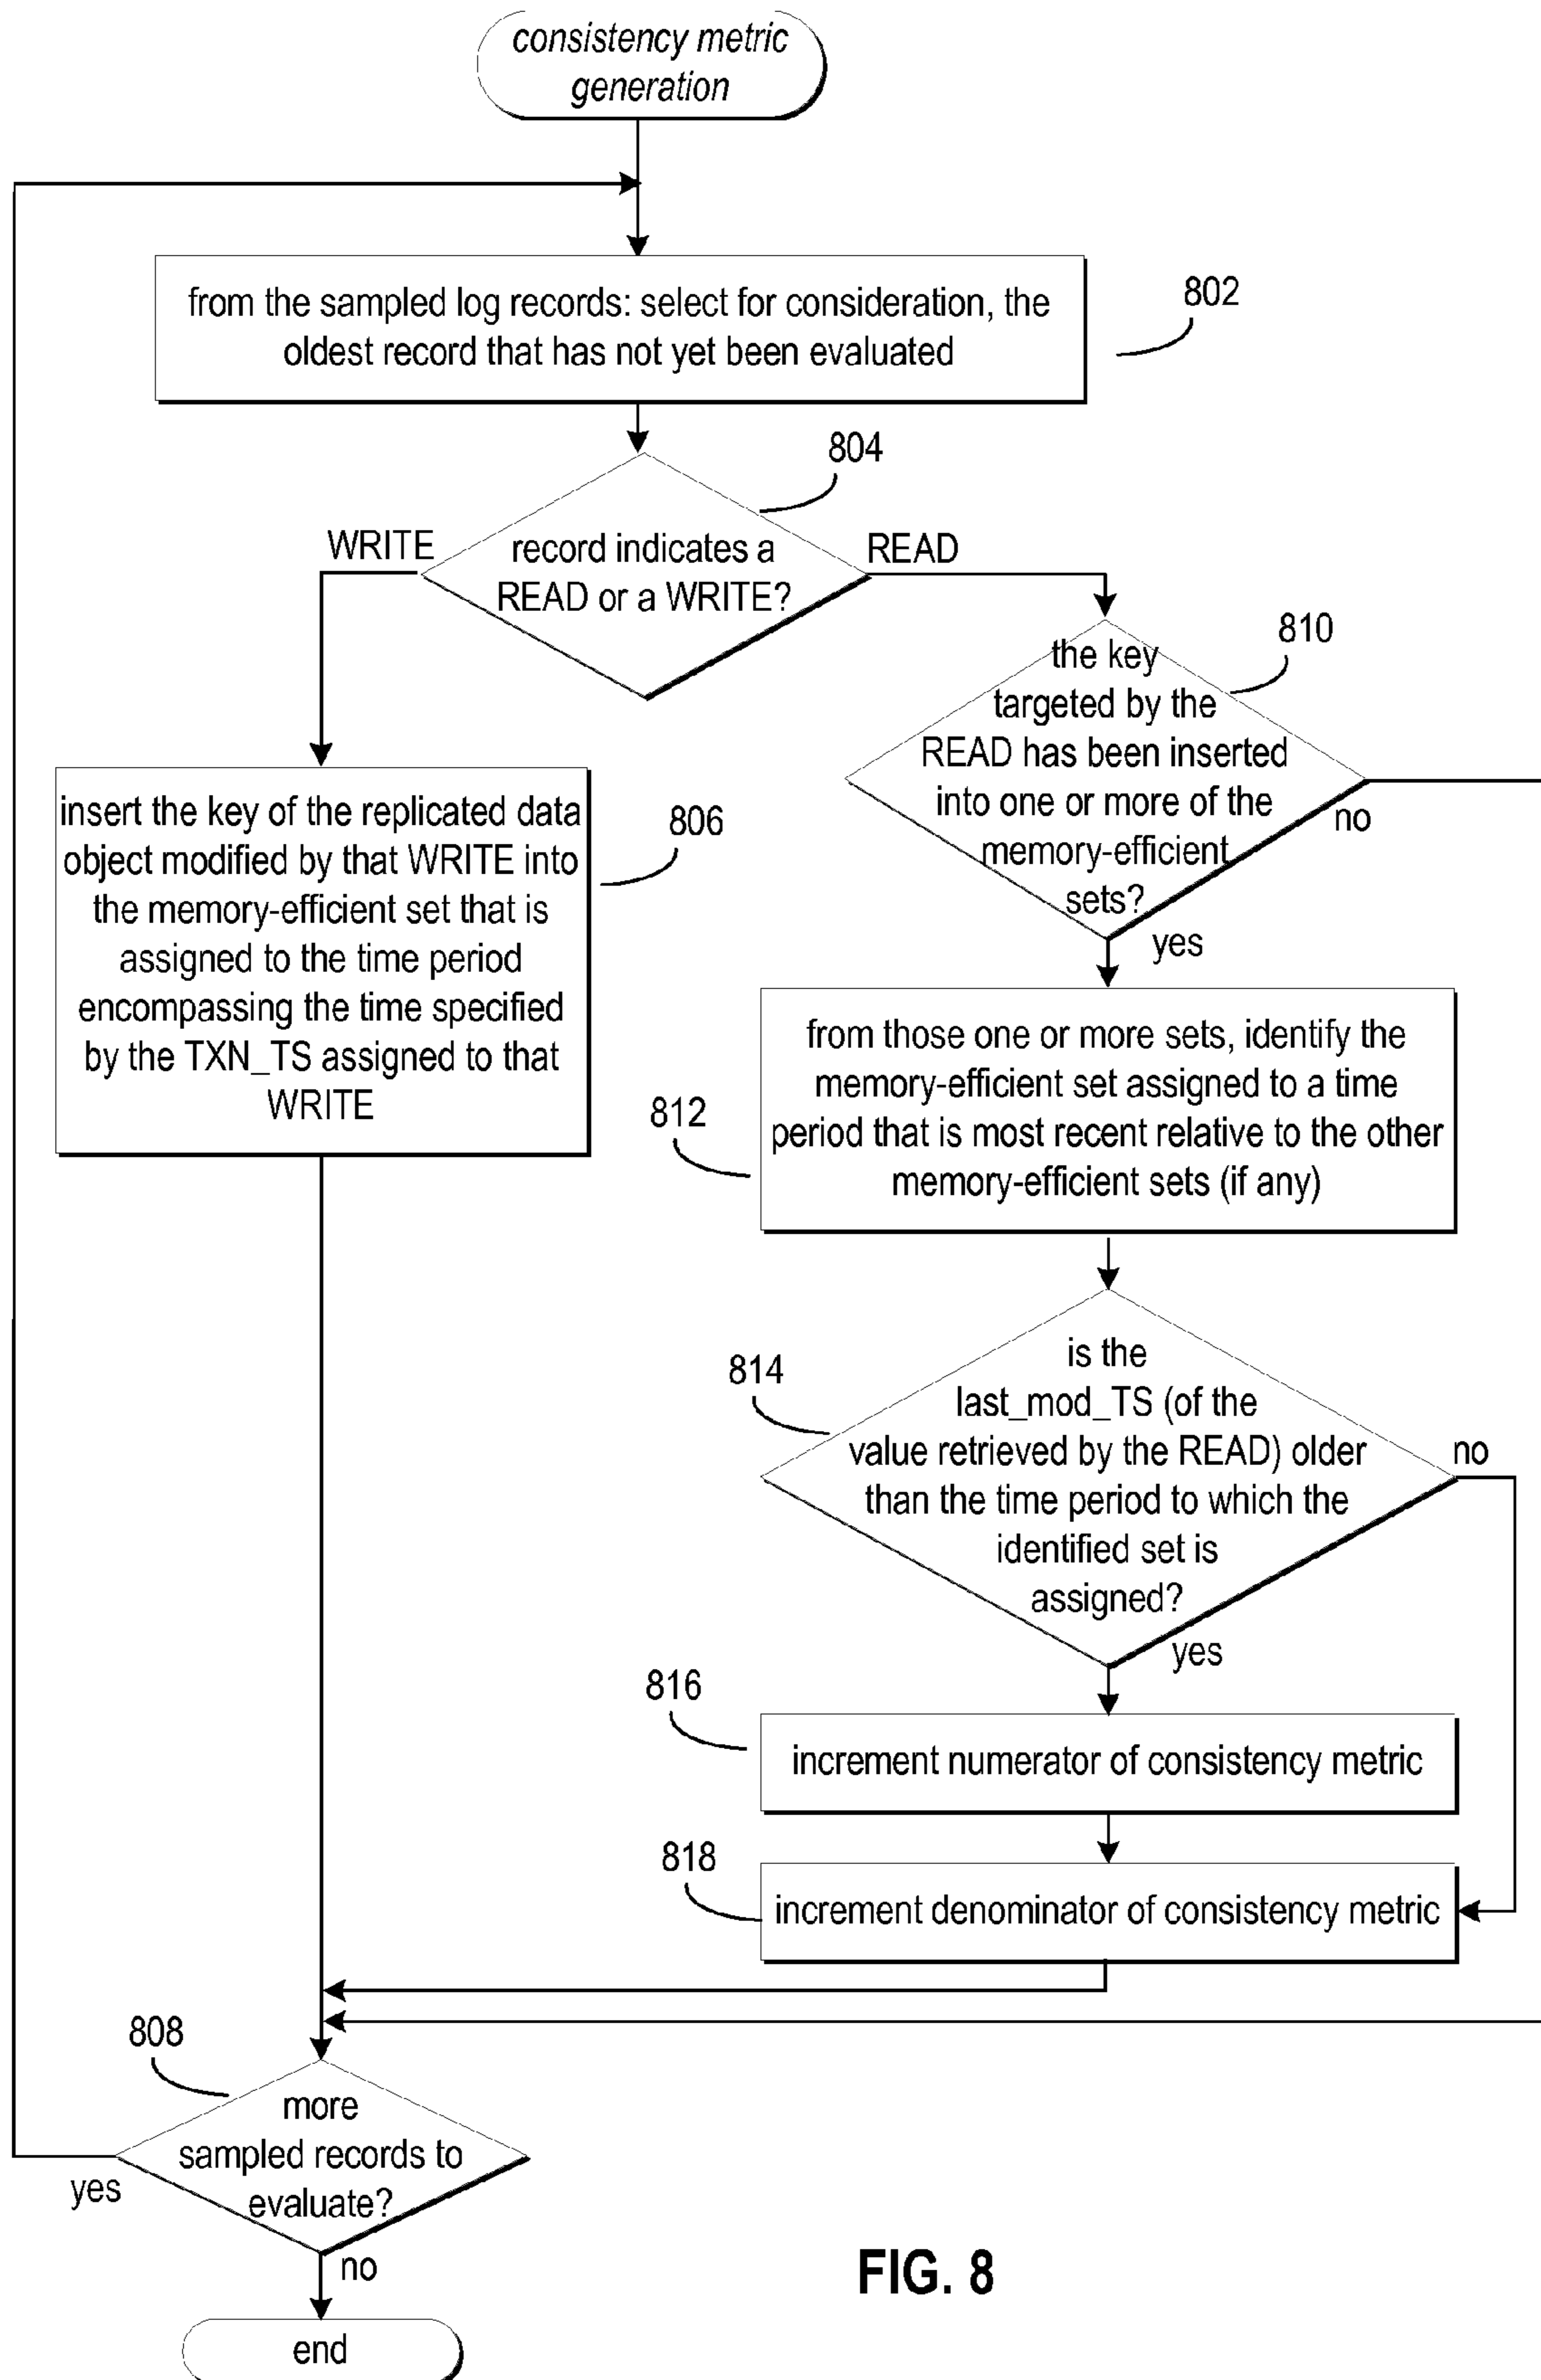 consistency metric
generation
from the sampled log records: select for consideration, the
oldest record that has not yet been evaluated
802
804
record indicates a
READ or a WRITE?
WRITE
READ
insert the key of the replicated data
object modified by that WRITE into
the memory-efficient set that is
assigned to the time period
encompassing the time specified
by the TXN_TS assigned to that
WRITE
806
810
the key
targeted by the
READ has been inserted
into one or more of the
memory-efficient
sets?
no
yes
from those one or more sets, identify the
memory-efficient set assigned to a time
period that is most recent relative to the other
memory-efficient sets (if any)
812
814
is the
last_mod_TS (of the
value retrieved by the READ) older
than the time period to which the
identified set is
assigned?
no
yes
816
increment numerator of consistency metric
818
increment denominator of consistency metric
808
more
sampled records to
evaluate?
yes
no
end
FIG. 8